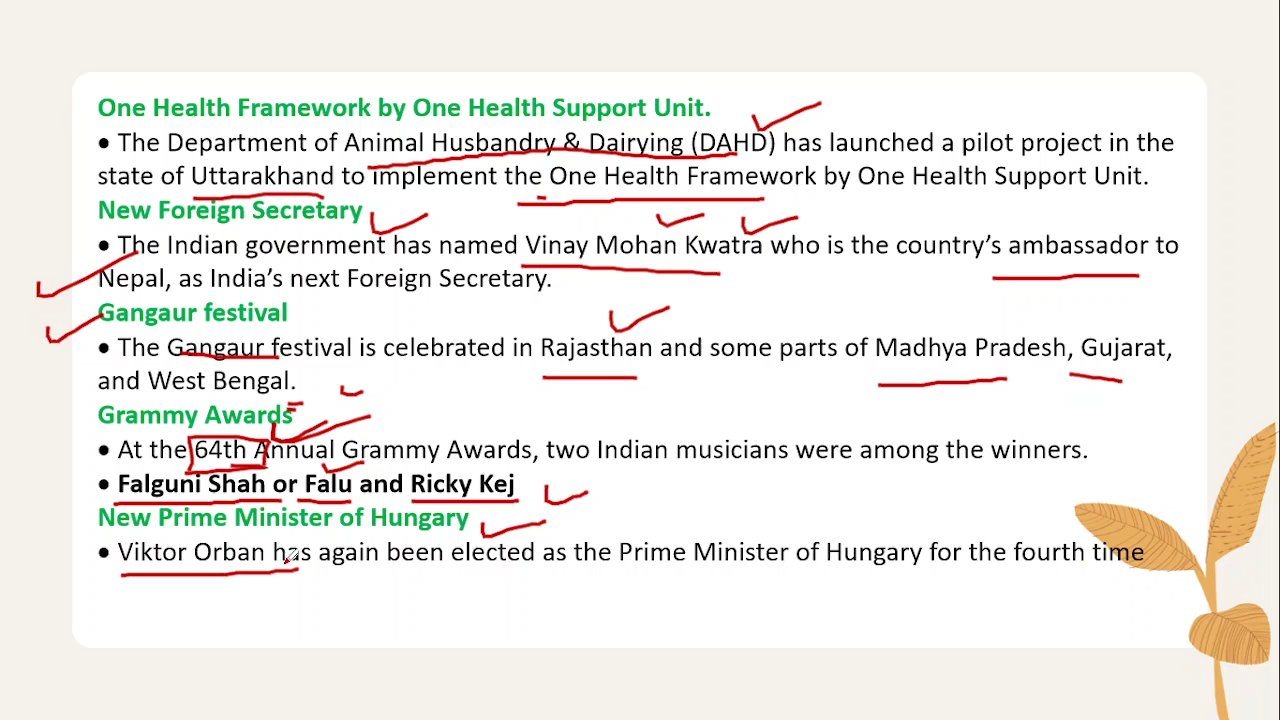 One Health Framework by One Health Support Unit.
• The Department of Animal Husbandry & Dairying (DAHD) has launched a pilot project in the
state of Uttarakhand to implement the One Health Framework by One Health Support Unit.
New Foreign Secretary
• The Indian government has named Vinay Mohan Kwatra who is the country’s ambassador to
Nepal, as India’s next Foreign Secretary.
Gangaur festival
• The Gangaur festival is celebrated in Rajasthan and some parts of Madhya Pradesh, Gujarat,
and West Bengal.
Grammy Awards
• At the 64th Annual Grammy Awards, two Indian musicians were among the winners.
• Falguni Shah or Falu and Ricky Kej
New Prime Minister of Hungary
• Viktor Orban has again been elected as the Prime Minister of Hungary for the fourth time